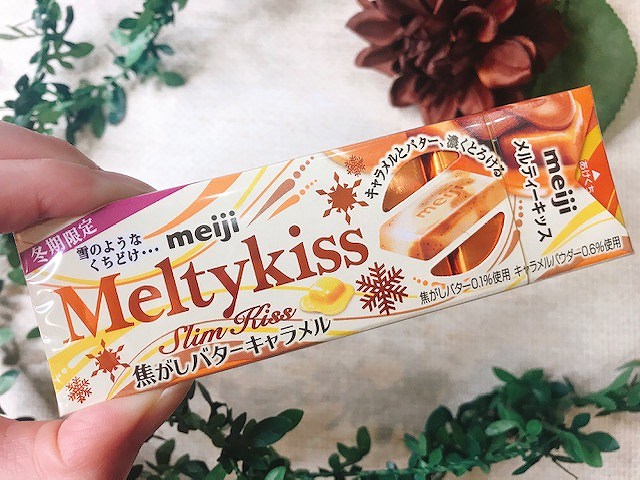 冬期限定
雪のような
くちどけ…
meiji
Meltykiss
Slim Kiss
焦がしバターキャラメル
キャラメルとバター、濃くとろける
meiji
meiji
メルティーキッス
あけくち
焦がしバター0.1%使用 キャラメルパウダー0.6%使用